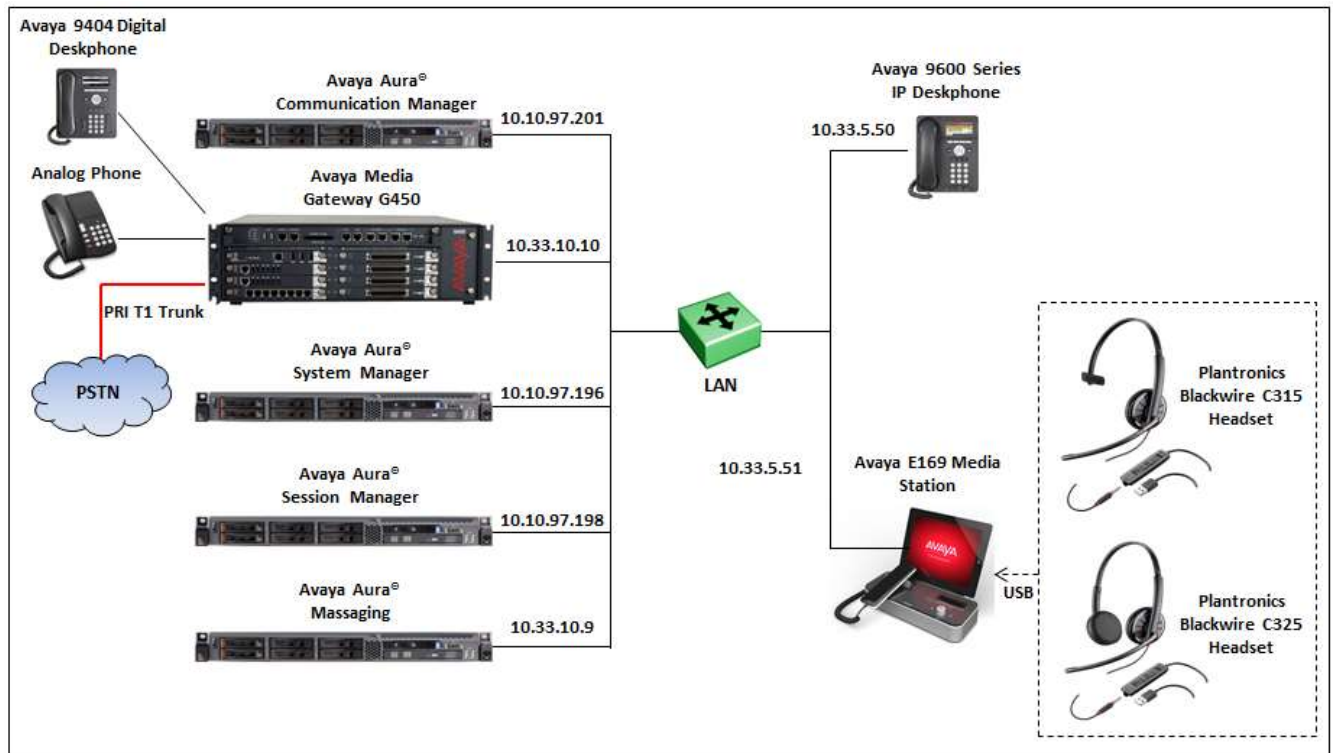 Avaya 9404 Digital
Deskphone
Avaya Aura®
Communication Manager
10.10.97.201
Analog Phone
Avaya Media
Gateway G450
10.33.10.10
AVAYA
PRI T1 Trunk
PSTN
Avaya Aura®
System Manager
10.10.97.196
Avaya Aura®
Session Manager
10.10.97.198
Avaya Aura®
Massaging
10.33.10.9
LAN
Avaya 9600 Series
IP Deskphone
10.33.5.50
10.33.5.51
Avaya E169 Media
Station
AVAYA
USB
Plantronics
Blackwire C315
Headset
Plantronics
Blackwire C325
Headset